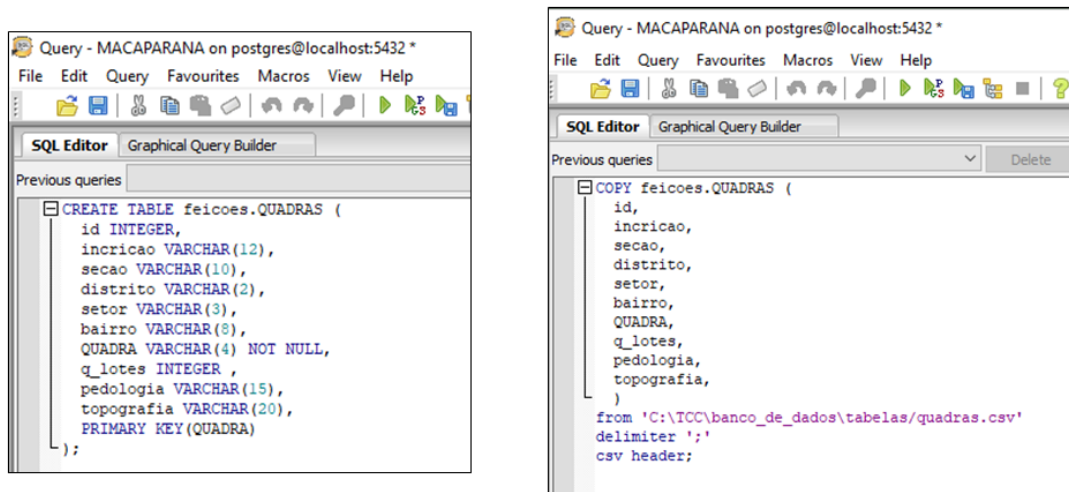 Query - MACAPARANA on postgres@localhost:5432 *
File Edit Query Favourites Macros View Help
SQL Editor Graphical Query Builder
Previous queries
CREATE TABLE feicoes.QUADRAS (
id INTEGER,
incricao VARCHAR(12),
secao VARCHAR(10),
distrito VARCHAR(2),
setor VARCHAR(3),
bairro VARCHAR(8),
QUADRA VARCHAR(4) NOT NULL,
q_lotes INTEGER ,
pedologia VARCHAR(15),
topografia VARCHAR(20),
PRIMARY KEY(QUADRA)
);
Query - MACAPARANA on postgres@localhost:5432 *
File Edit Query Favourites Macros View Help
SQL Editor Graphical Query Builder
Previous queries Delete
COPY feicoes.QUADRAS (
id,
incricao,
secao,
distrito,
setor,
bairro,
QUADRA,
q_lotes,
pedologia,
topografia,
)
from 'C:\TCC\banco_de_dados\tabelas/quadras.csv'
delimiter ';'
csv header;